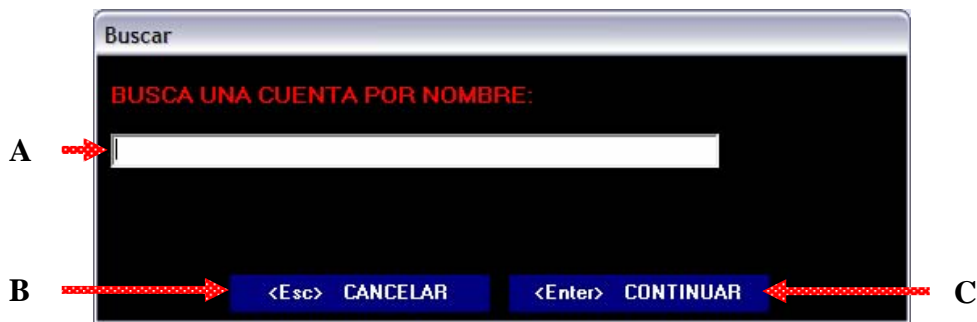 Buscar
BUSCA UNA CUENTA POR NOMBRE:
A
B <Esc> CANCELAR <Enter> CONTINUAR C